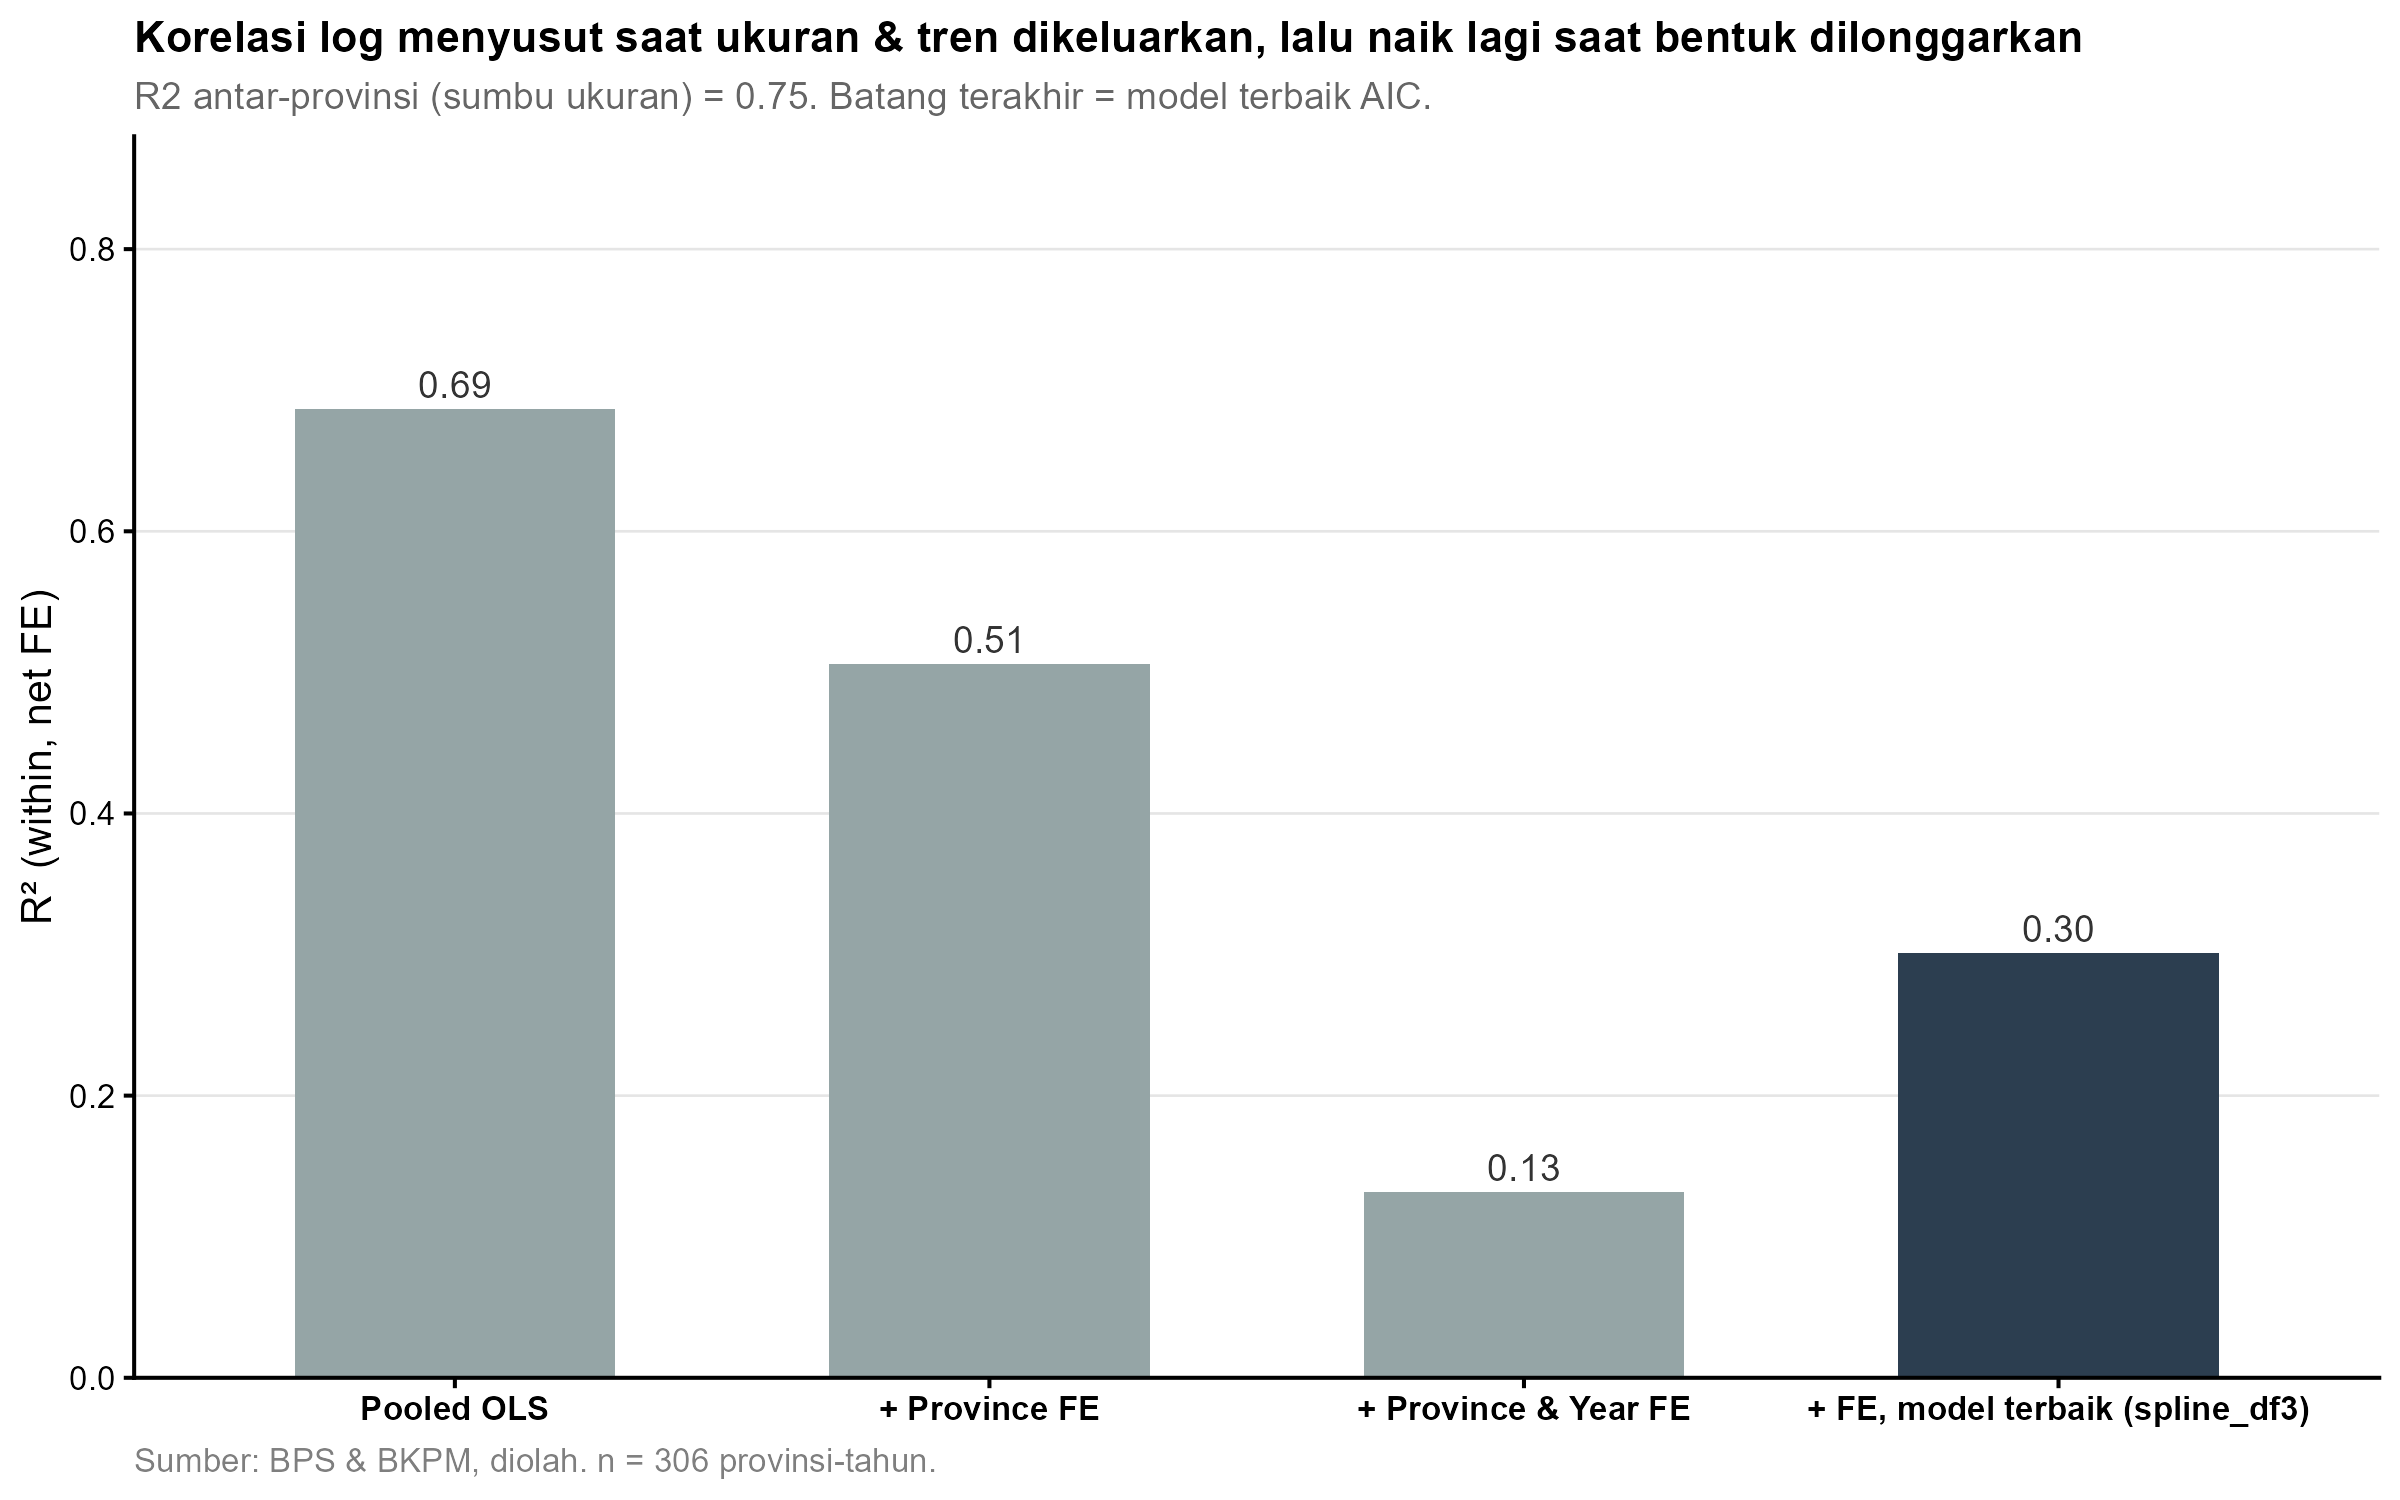 Korelasi log menyusut saat ukuran & tren dikeluarkan, lalu naik lagi saat bentuk dilonggarkan
R2 antar-provinsi (sumbu ukuran) = 0.75. Batang terakhir = model terbaik AIC.
R² (within, net FE)
0.8
0.6
0.4
0.2
0.0
0.69
0.51
0.13
0.30
Pooled OLS
+ Province FE
+ Province & Year FE
+ FE, model terbaik (spline_df3)
Sumber: BPS & BKPM, diolah. n = 306 provinsi-tahun.